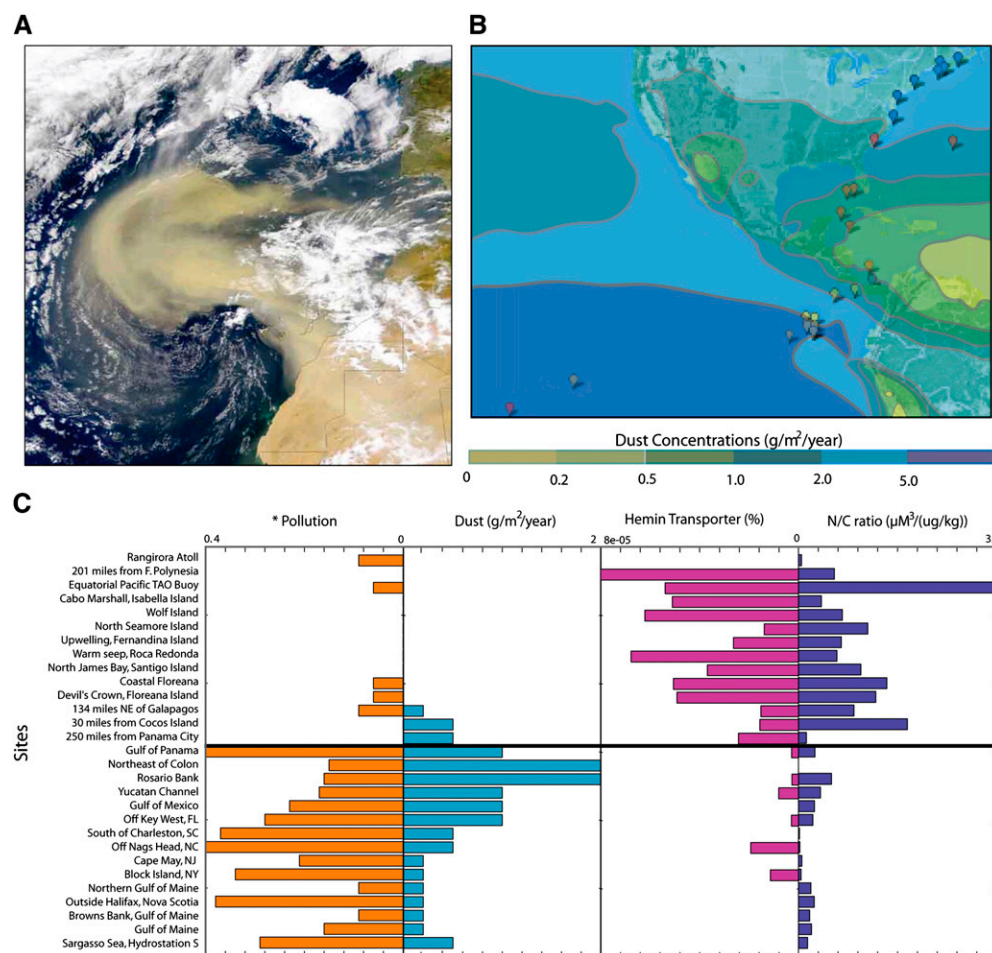 A
B
Dust Concentrations (g/m²/year)
0 0.2 0.5 1.0 2.0 5.0
C
* Pollution Dust (g/m²/year) Hemin Transporter (%) N/C ratio (µM³/(ug/kg))
0.4 0 2 8e-05 0 3
Rangirora Atoll
201 miles from F. Polynesia
Equatorial Pacific TAO Buoy
Cabo Marshall, Isabella Island
Wolf Island
North Seamore Island
Upwelling, Fernandina Island
Warm seep, Roca Redonda
North James Bay, Santigo Island
Coastal Floreana
Devil's Crown, Floreana Island
134 miles NE of Galapagos
30 miles from Cocos Island
250 miles from Panama City
Gulf of Panama
Northeast of Colon
Rosario Bank
Yucatan Channel
Gulf of Mexico
Off Key West, FL
South of Charleston, SC
Off Nags Head, NC
Cape May, NJ
Block Island, NY
Northern Gulf of Maine
Outside Halifax, Nova Scotia
Browns Bank, Gulf of Maine
Gulf of Maine
Sargasso Sea, Hydrostation S
Sites